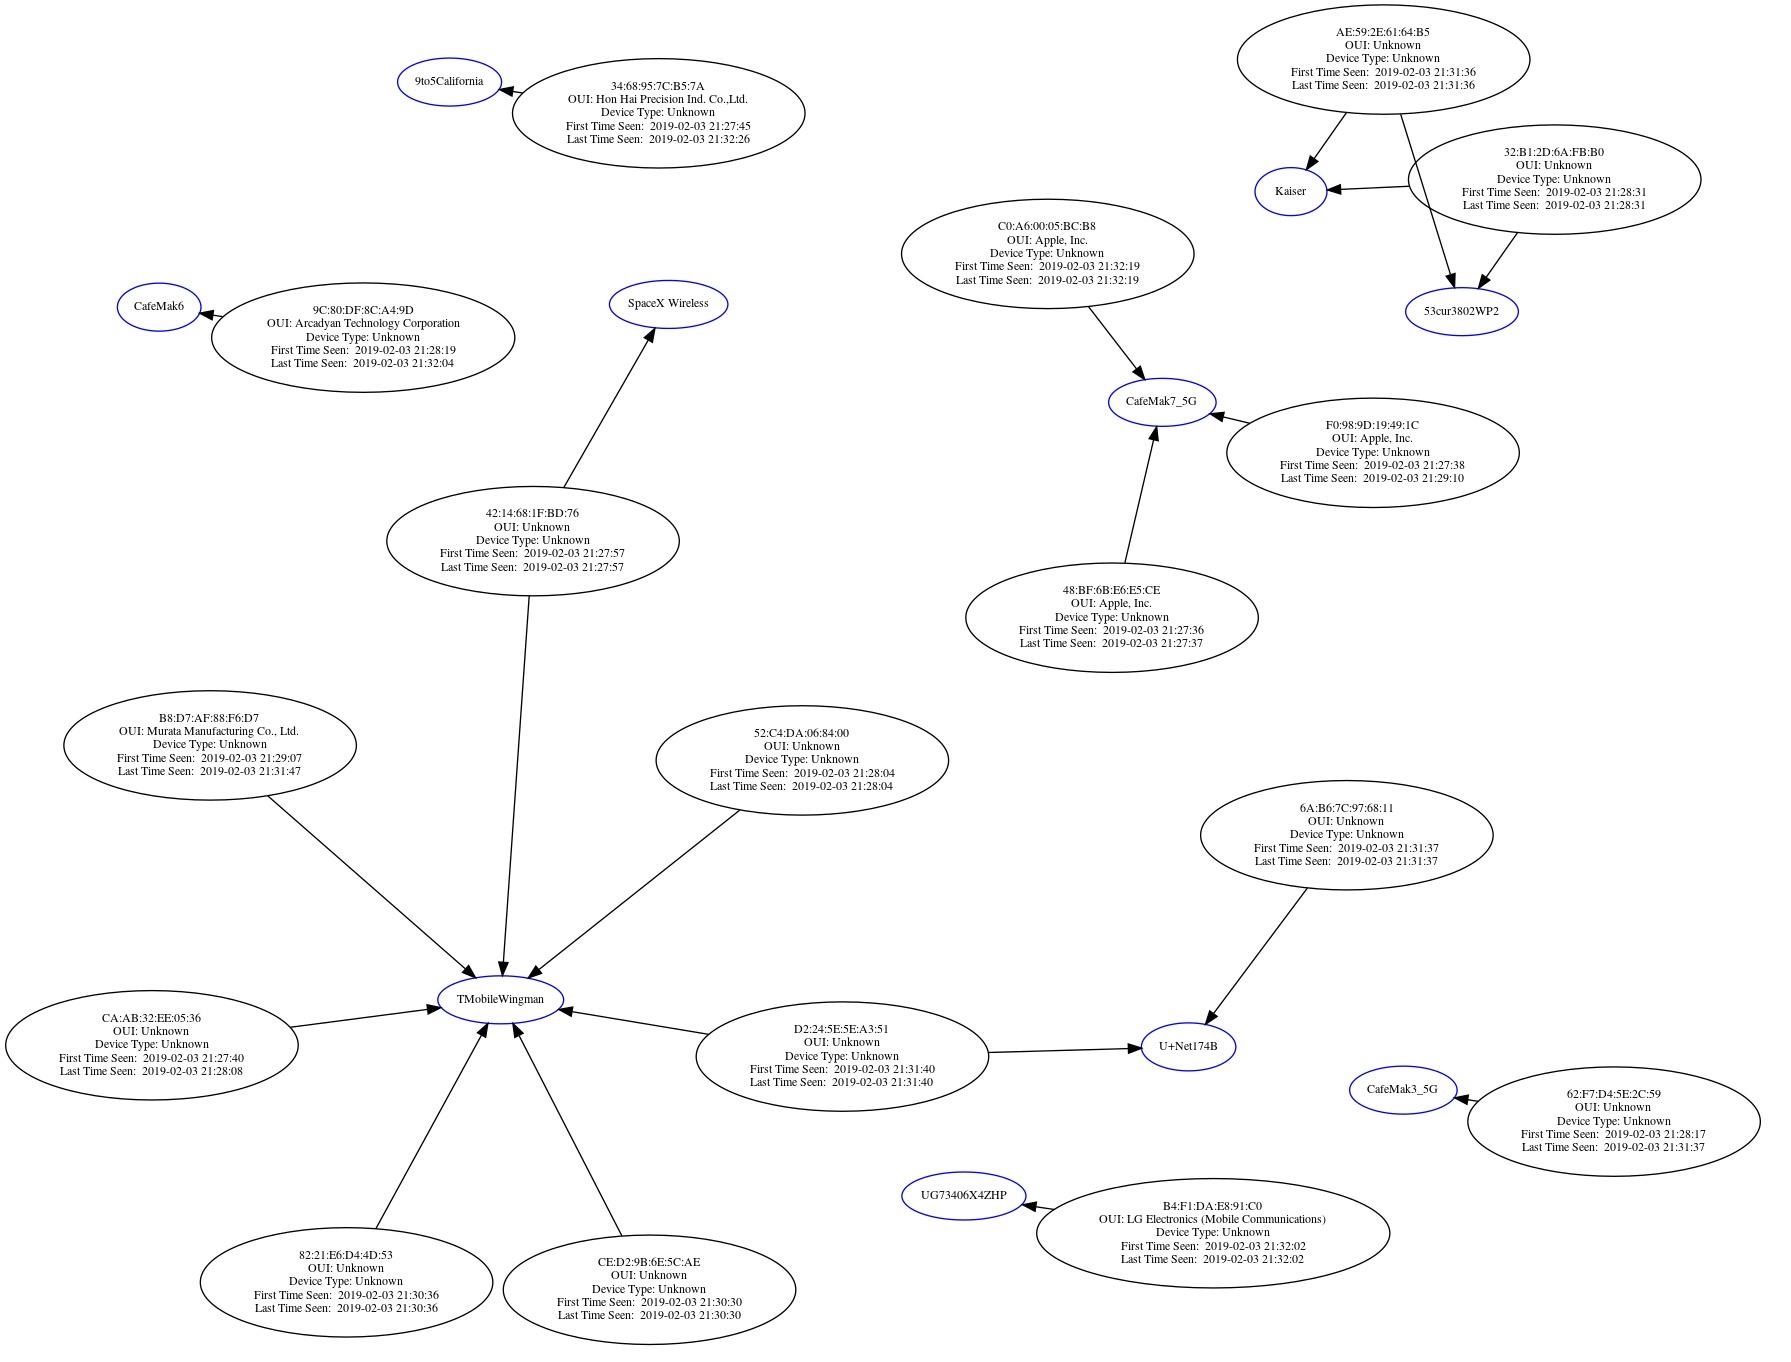 AE:59:2E:61:64:B5
OUI: Unknown
Device Type: Unknown
First Time Seen: 2019-02-03 21:31:36
Last Time Seen: 2019-02-03 21:31:36
9to5California
34:68:95:7C:B5:7A
OUI: Hon Hai Precision Ind. Co.,Ltd.
Device Type: Unknown
First Time Seen: 2019-02-03 21:27:45
Last Time Seen: 2019-02-03 21:32:26
32:B1:2D:6A:FB:B0
OUI: Unknown
Device Type: Unknown
First Time Seen: 2019-02-03 21:28:31
Last Time Seen: 2019-02-03 21:28:31
Kaiser
C0:A6:00:05:BC:B8
OUI: Apple, Inc.
Device Type: Unknown
First Time Seen: 2019-02-03 21:32:19
Last Time Seen: 2019-02-03 21:32:19
CafeMak6
9C:80:DF:8C:A4:9D
OUI: Arcadyan Technology Corporation
Device Type: Unknown
First Time Seen: 2019-02-03 21:28:19
Last Time Seen: 2019-02-03 21:32:04
SpaceX Wireless
53cur3802WP2
CafeMak7_5G
F0:98:9D:19:49:1C
OUI: Apple, Inc.
Device Type: Unknown
First Time Seen: 2019-02-03 21:27:38
Last Time Seen: 2019-02-03 21:29:10
42:14:68:1F:BD:76
OUI: Unknown
Device Type: Unknown
First Time Seen: 2019-02-03 21:27:57
Last Time Seen: 2019-02-03 21:27:57
48:BF:6B:E6:E5:CE
OUI: Apple, Inc.
Device Type: Unknown
First Time Seen: 2019-02-03 21:27:36
Last Time Seen: 2019-02-03 21:27:37
B8:D7:AF:88:F6:D7
OUI: Murata Manufacturing Co., Ltd.
Device Type: Unknown
First Time Seen: 2019-02-03 21:29:07
Last Time Seen: 2019-02-03 21:31:47
52:C4:DA:06:84:00
OUI: Unknown
Device Type: Unknown
First Time Seen: 2019-02-03 21:28:04
Last Time Seen: 2019-02-03 21:28:04
6A:B6:7C:97:68:11
OUI: Unknown
Device Type: Unknown
First Time Seen: 2019-02-03 21:31:37
Last Time Seen: 2019-02-03 21:31:37
TMobileWingman
CA:AB:32:EE:05:36
OUI: Unknown
Device Type: Unknown
First Time Seen: 2019-02-03 21:27:40
Last Time Seen: 2019-02-03 21:28:08
D2:24:5E:5E:A3:51
OUI: Unknown
Device Type: Unknown
First Time Seen: 2019-02-03 21:31:40
Last Time Seen: 2019-02-03 21:31:40
U+Net174B
CafeMak3_5G
62:F7:D4:5E:2C:59
OUI: Unknown
Device Type: Unknown
First Time Seen: 2019-02-03 21:28:17
Last Time Seen: 2019-02-03 21:31:37
UG73406X4ZHP
B4:F1:DA:E8:91:C0
OUI: LG Electronics (Mobile Communications)
Device Type: Unknown
First Time Seen: 2019-02-03 21:32:02
Last Time Seen: 2019-02-03 21:32:02
82:21:E6:D4:4D:53
OUI: Unknown
Device Type: Unknown
First Time Seen: 2019-02-03 21:30:36
Last Time Seen: 2019-02-03 21:30:36
CE:D2:9B:6E:5C:AE
OUI: Unknown
Device Type: Unknown
First Time Seen: 2019-02-03 21:30:30
Last Time Seen: 2019-02-03 21:30:30